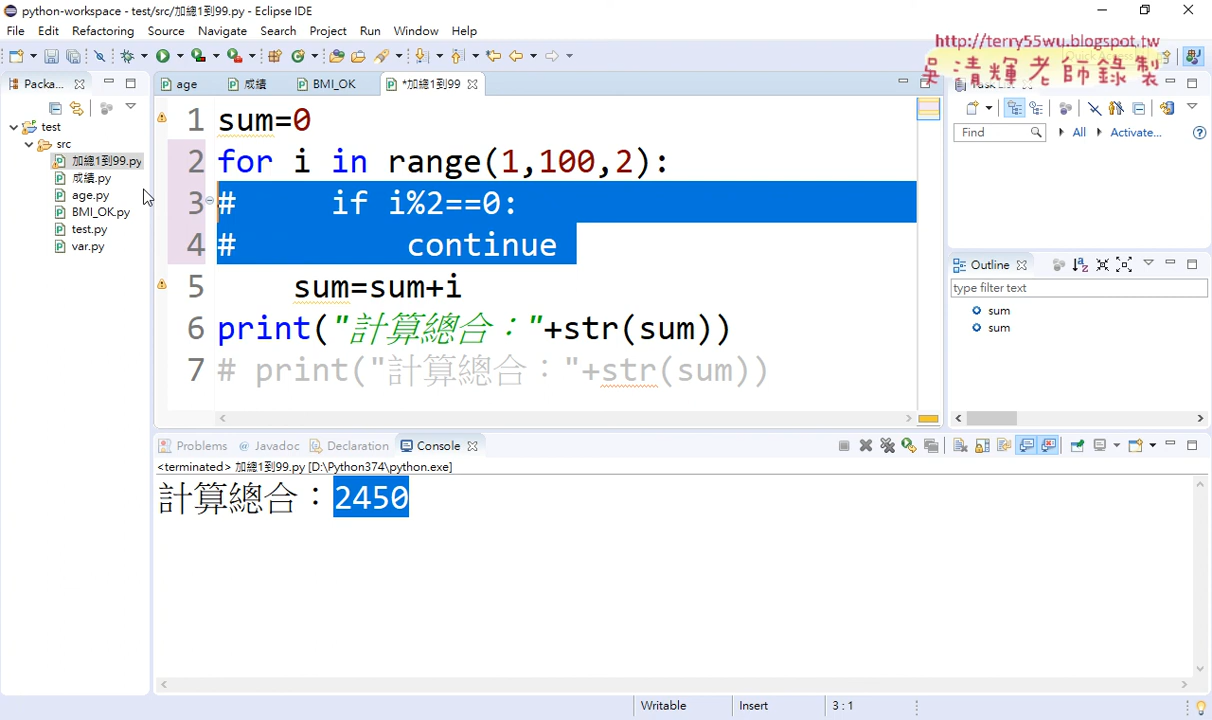 python-workspace - test/src/加總1到99.py - Eclipse IDE
File Edit Refactoring Source Navigate Search Project Run Window Help
http://terry55wu.blogspot.tw
吳清輝老師錄製
Packa...
age
成績
BMI_OK
*加總1到99
test
src
加總1到99.py
成績.py
age.py
BMI_OK.py
test.py
var.py
1 sum=0
2 for i in range(1,100,2):
3 # if i%2==0:
4 # continue
5 sum=sum+i
6 print("計算總合："+str(sum))
7 # print("計算總合："+str(sum))
Find All Activate...
Outline
type filter text
sum
sum
Problems @ Javadoc Declaration Console
<terminated> 加總1到99.py [D:\Python374\python.exe]
計算總合：2450
Writable Insert 3 : 1